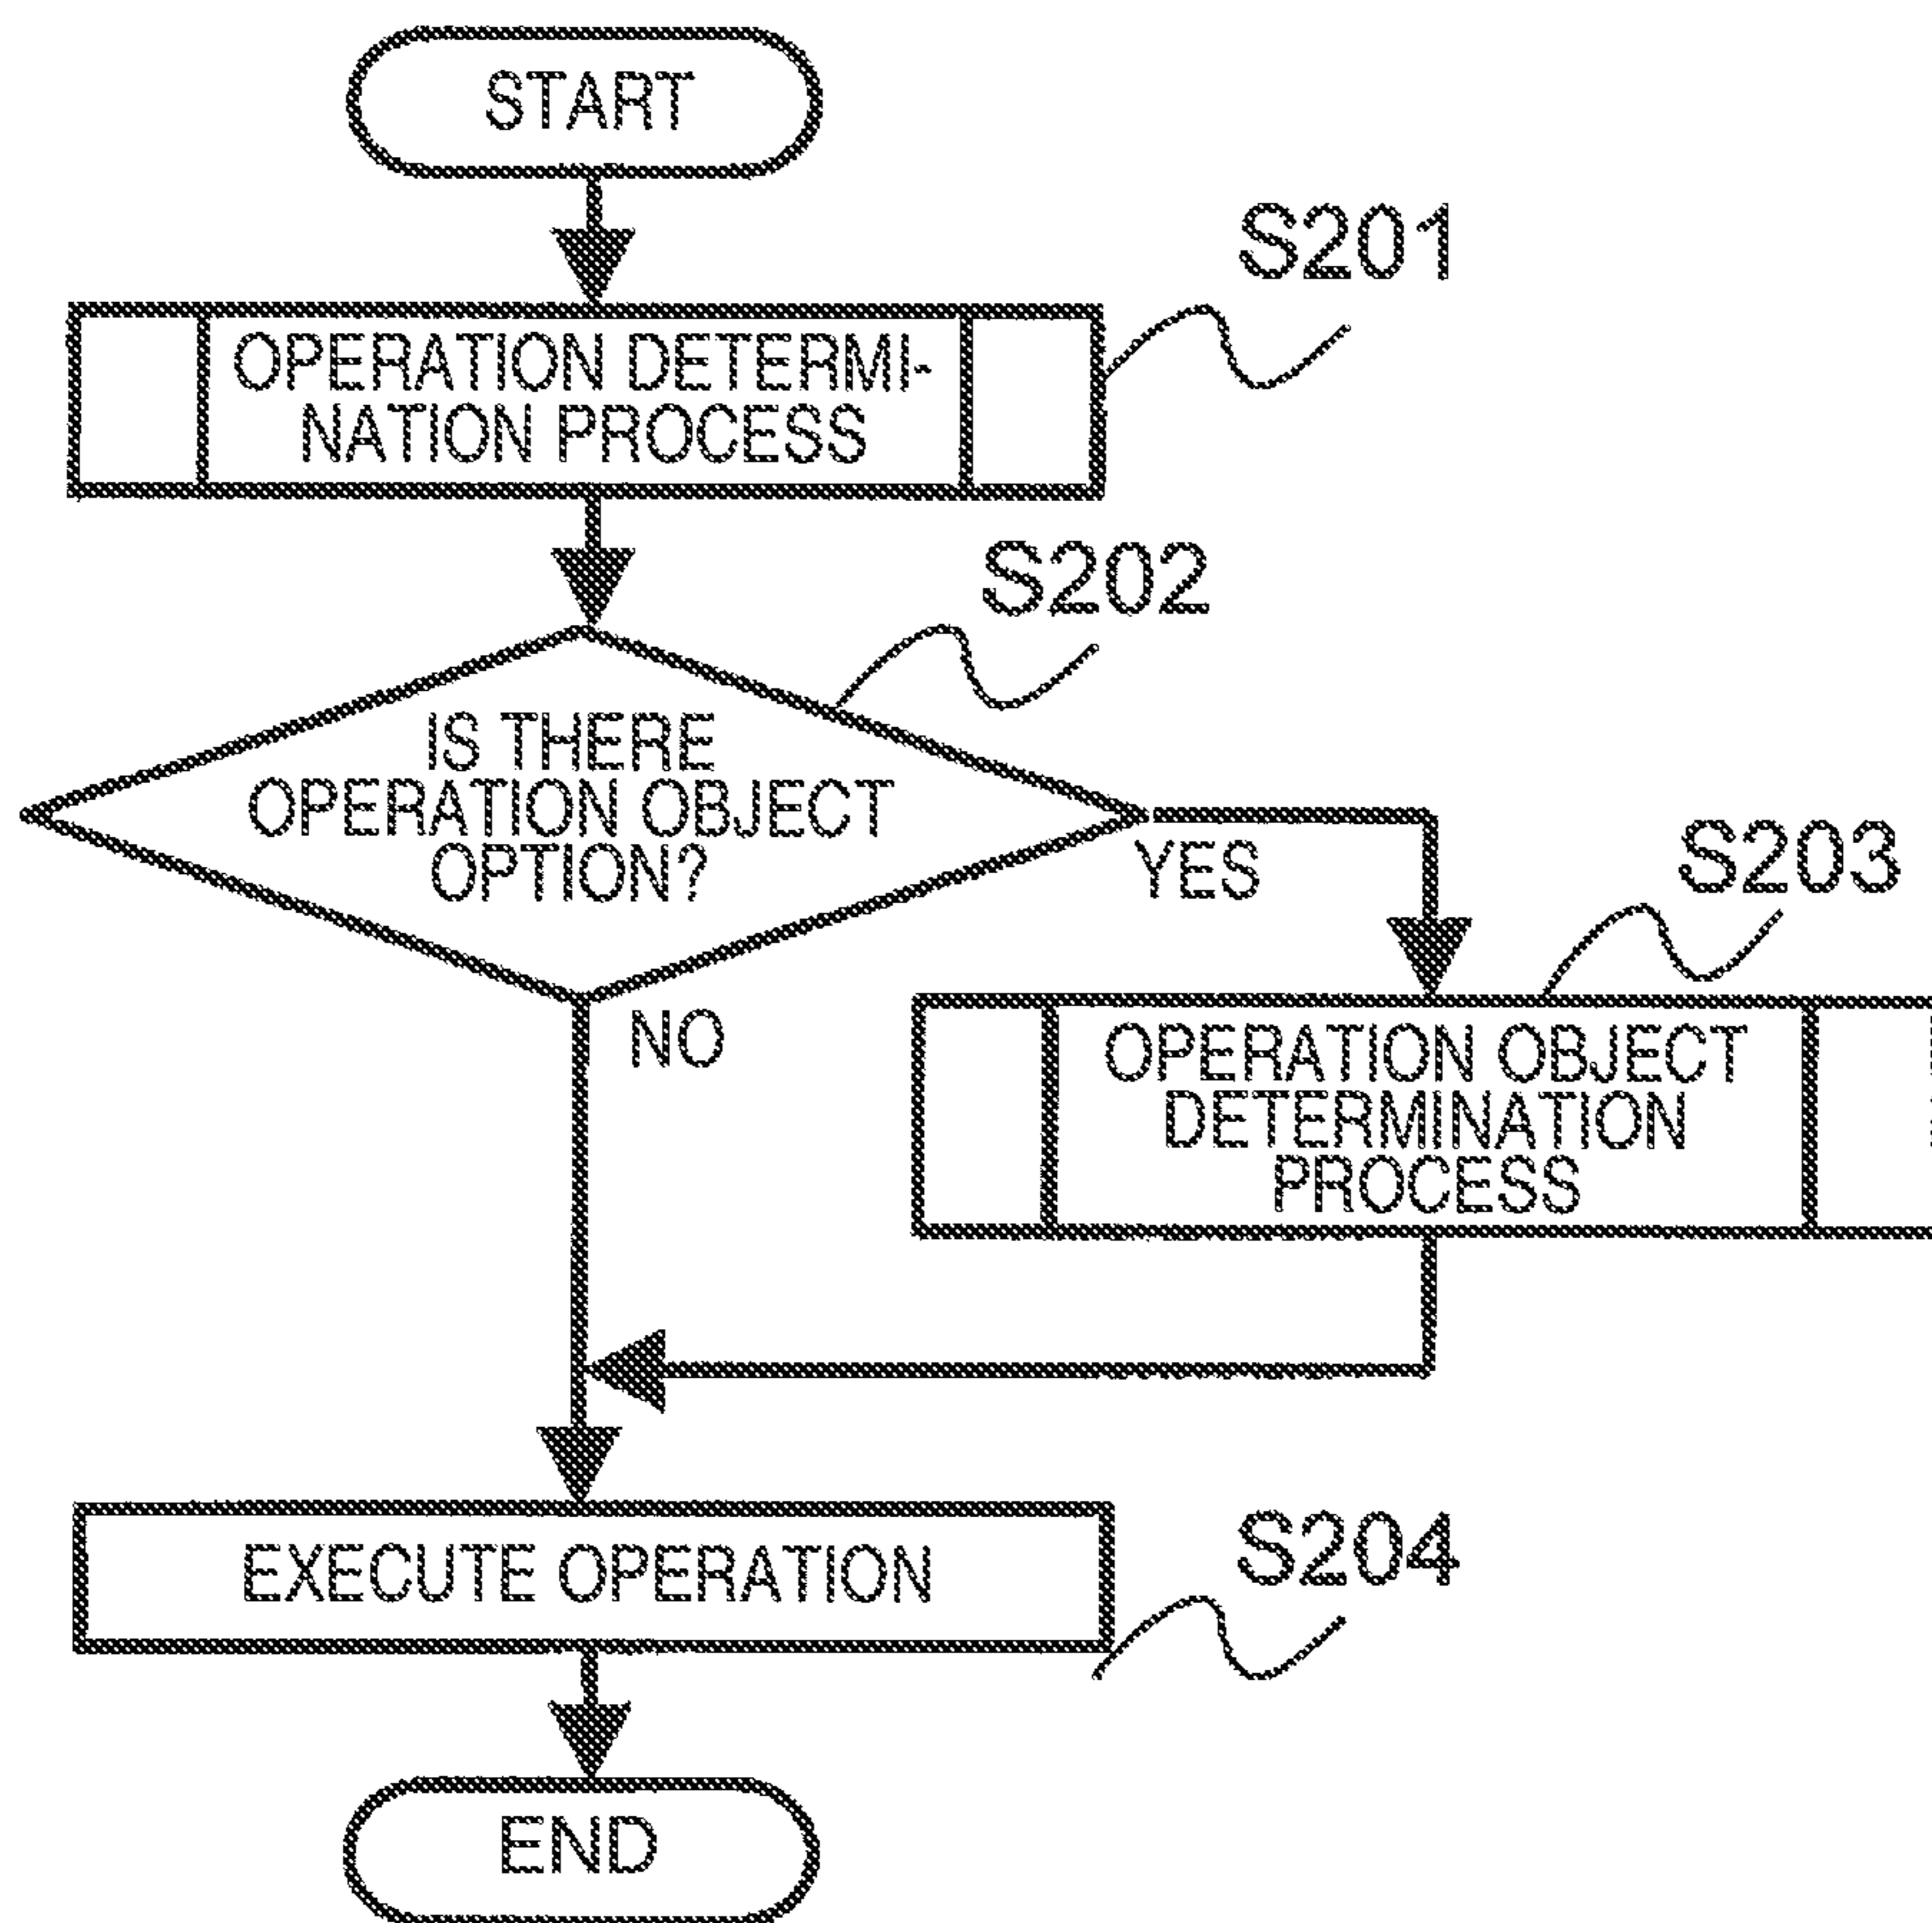 START
S201
OPERATION DETERMI-
NATION PROCESS
S202
IS THERE
OPERATION OBJECT
OPTION?
YES
S203
NO
OPERATION OBJECT
DETERMINATION
PROCESS
EXECUTE OPERATION
S204
END